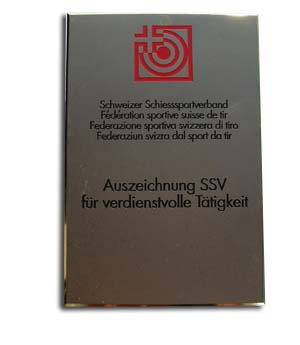 Schweizer Schiesssportverband
Fédération sportive suisse de tir
Federazione sportiva svizzera di tiro
Federaziun svizra dal sport da tir
Auszeichnung SSV
für verdienstvolle Tätigkeit